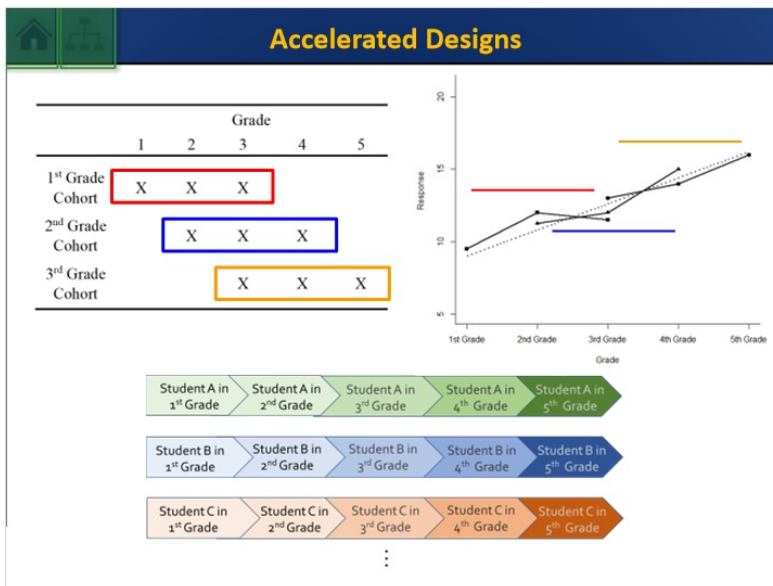 Accelerated Designs
Grade
1 2 3 4 5
1st Grade
Cohort
X X X
2nd Grade
Cohort
X X X
3rd Grade
Cohort
X X X
20
15
10
5
Response
1st Grade 2nd Grade 3rd Grade 4th Grade 5th Grade
Grade
Student A in
1st Grade
Student A in
2nd Grade
Student A in
3rd Grade
Student A in
4th Grade
Student A in
5th Grade
Student B in
1st Grade
Student B in
2nd Grade
Student B in
3rd Grade
Student B in
4th Grade
Student B in
5th Grade
Student C in
1st Grade
Student C in
2nd Grade
Student C in
3rd Grade
Student C in
4th Grade
Student C in
5th Grade
⋮